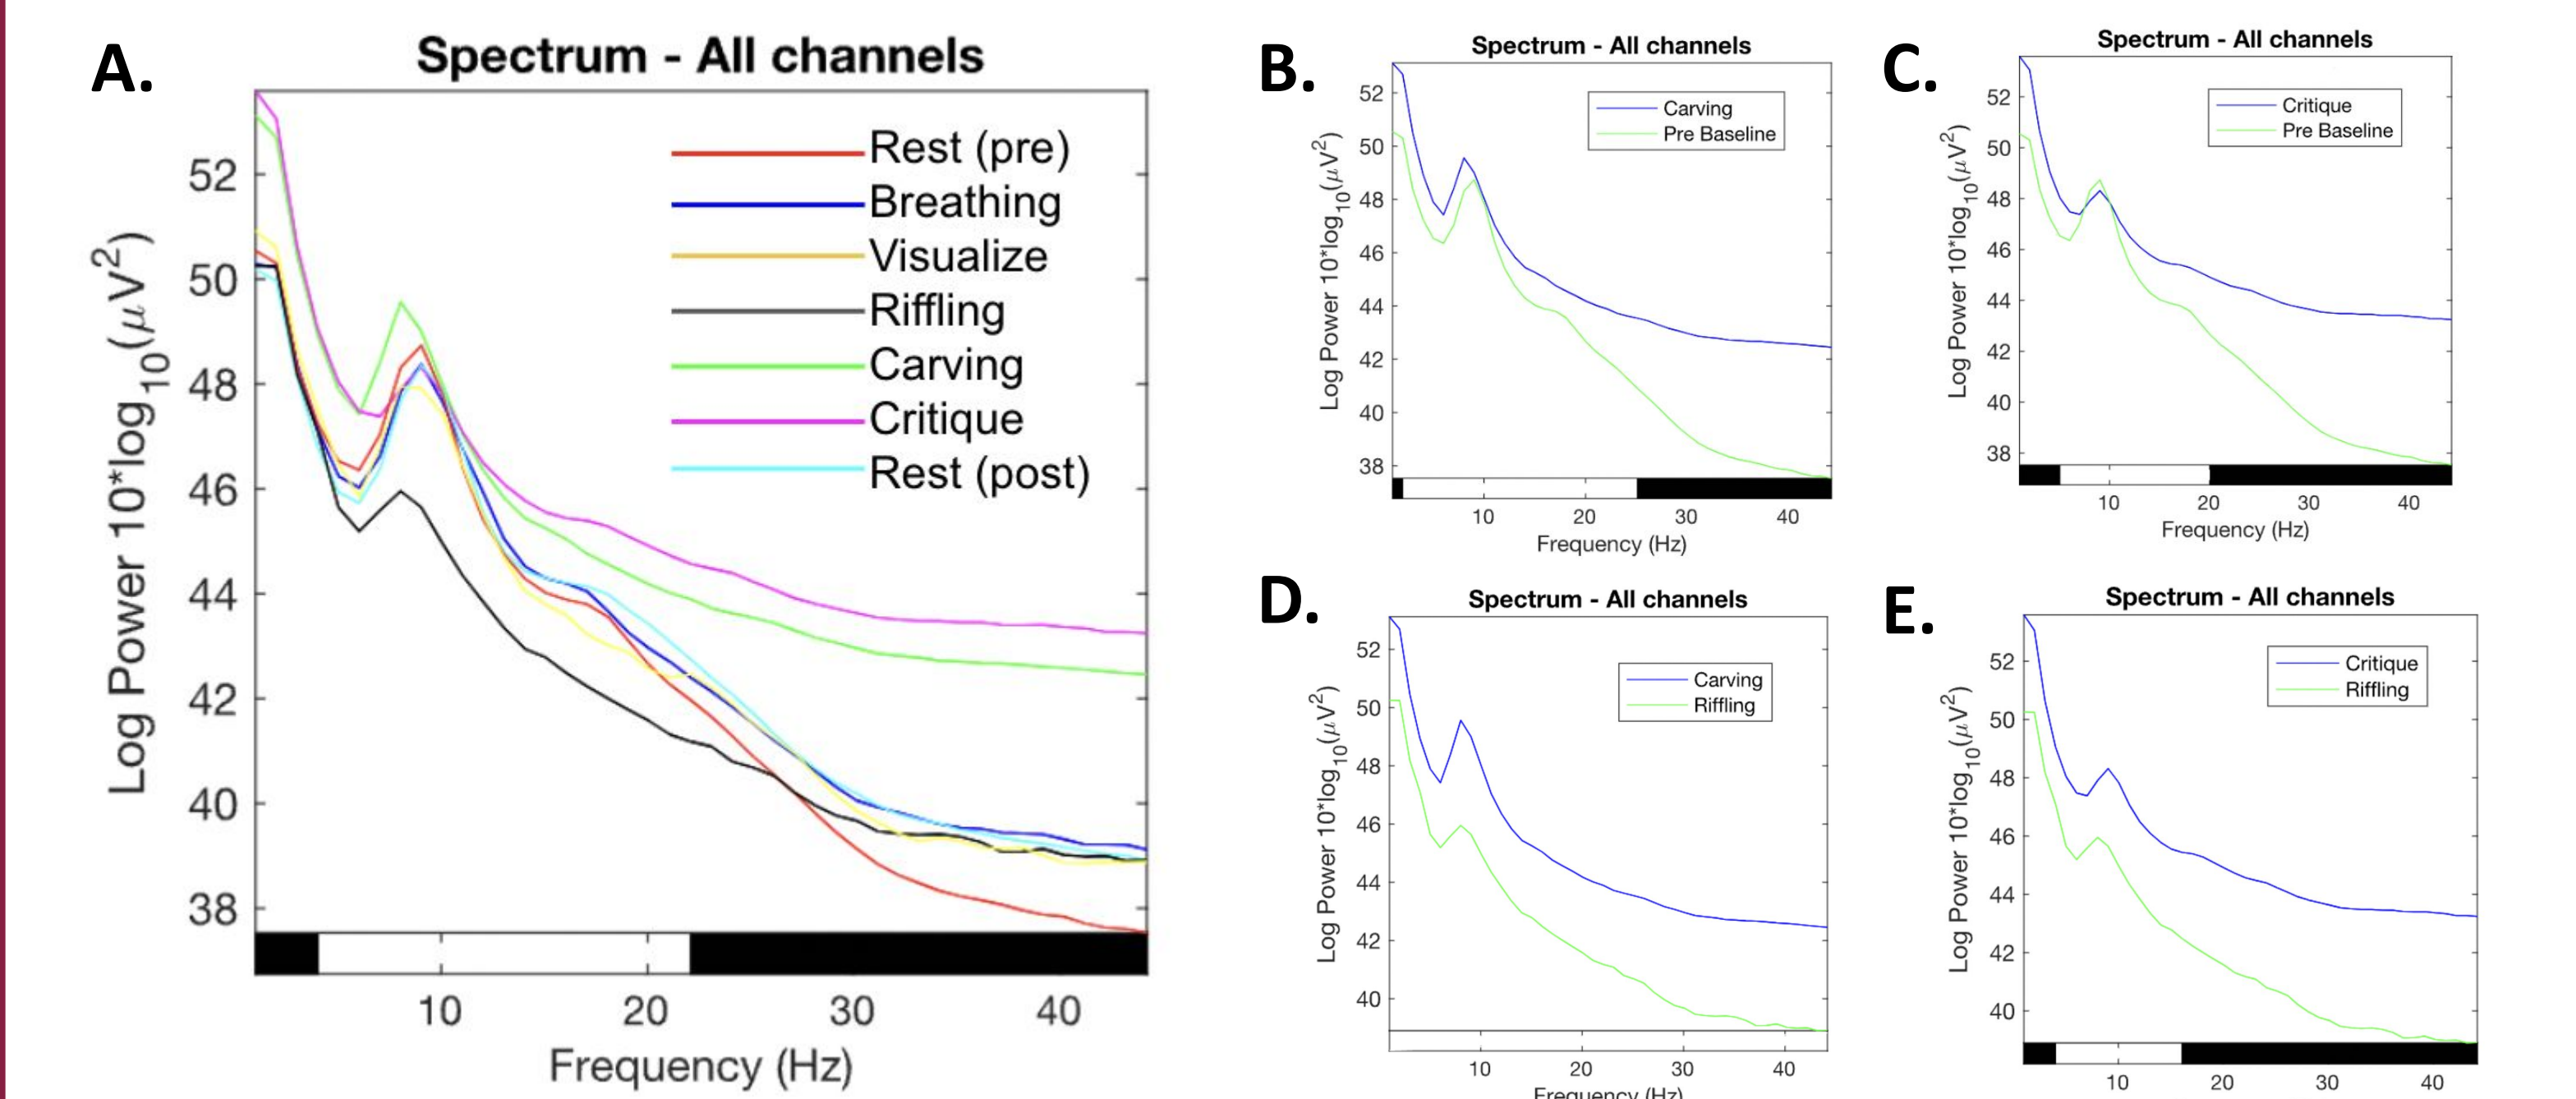 A.
Spectrum - All channels
Rest (pre)
Breathing
Visualize
Riffling
Carving
Critique
Rest (post)
Log Power 10*log10(μV2)
52
50
48
46
44
42
40
38
10 20 30 40
Frequency (Hz)
B.
Spectrum - All channels
Carving
Pre Baseline
Log Power 10*log10(μV2)
52
50
48
46
44
42
40
38
10 20 30 40
Frequency (Hz)
C.
Spectrum - All channels
Critique
Pre Baseline
Log Power 10*log10(μV2)
52
50
48
46
44
42
40
38
10 20 30 40
Frequency (Hz)
D.
Spectrum - All channels
Carving
Riffling
Log Power 10*log10(μV2)
52
50
48
46
44
42
40
10 20 30 40
Frequency (Hz)
E.
Spectrum - All channels
Critique
Riffling
Log Power 10*log10(μV2)
52
50
48
46
44
42
40
10 20 30 40